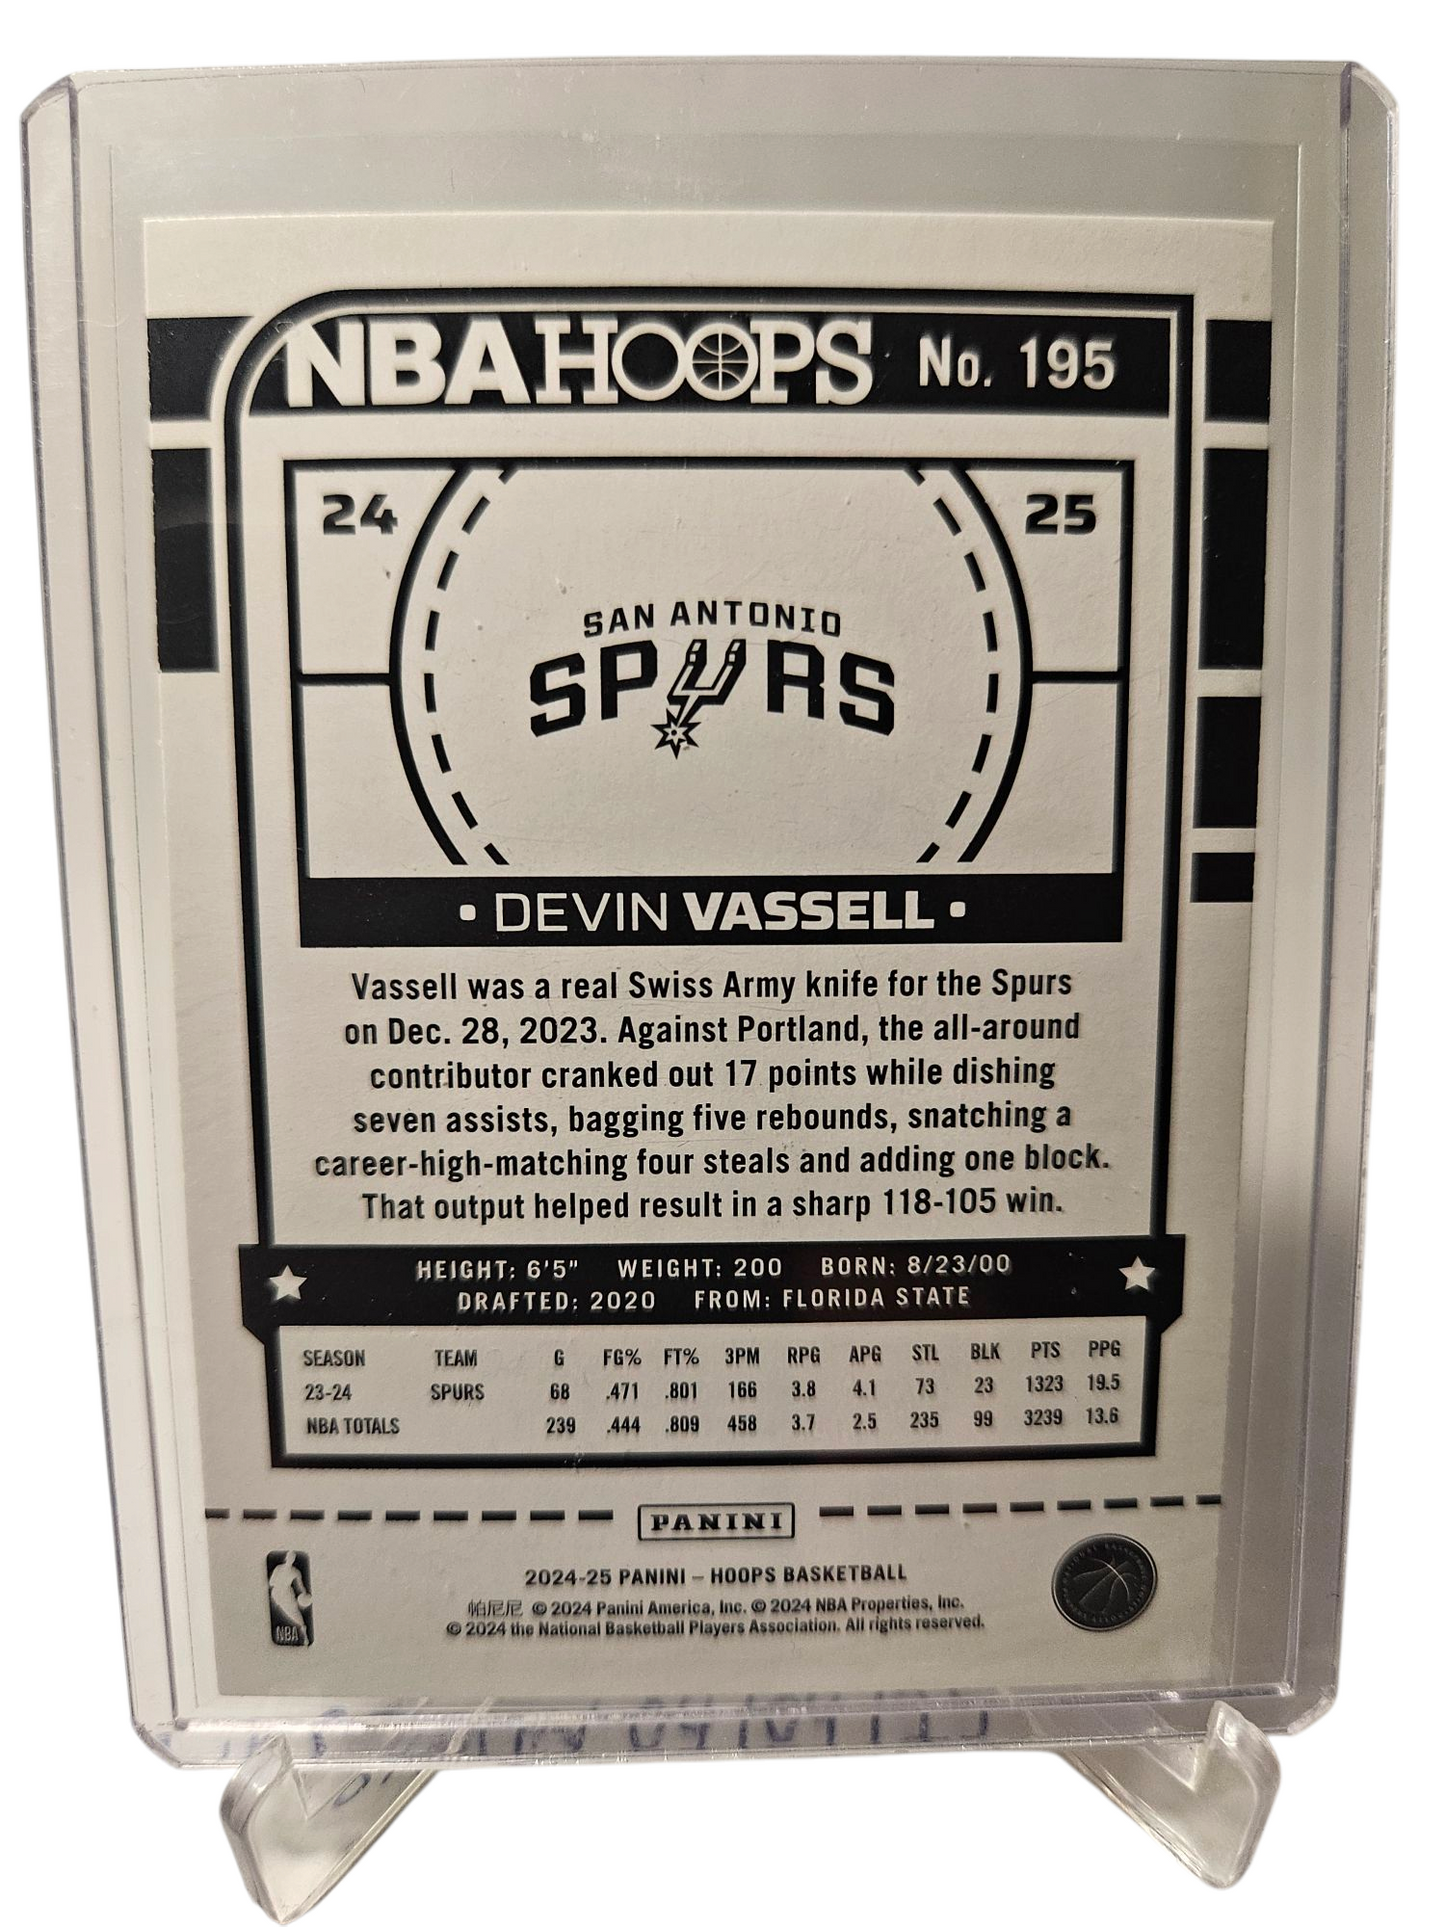 NBA HOOPS No. 195
24 25
SAN ANTONIO
SPURS
• DEVIN VASSELL •
Vassell was a real Swiss Army knife for the Spurs
on Dec. 28, 2023. Against Portland, the all-around
contributor cranked out 17 points while dishing
seven assists, bagging five rebounds, snatching a
career-high-matching four steals and adding one block.
That output helped result in a sharp 118-105 win.
HEIGHT: 6'5" WEIGHT: 200 BORN: 8/23/00
DRAFTED: 2020 FROM: FLORIDA STATE
SEASON TEAM G FG% FT% 3PM RPG APG STL BLK PTS PPG
23-24 SPURS 68 .471 .801 166 3.8 4.1 73 23 1323 19.5
NBA TOTALS 239 .444 .809 458 3.7 2.5 235 99 3239 13.6
PANINI
2024-25 PANINI – HOOPS BASKETBALL
帕尼尼 © 2024 Panini America, Inc. © 2024 NBA Properties, Inc.
© 2024 the National Basketball Players Association. All rights reserved.
NBA